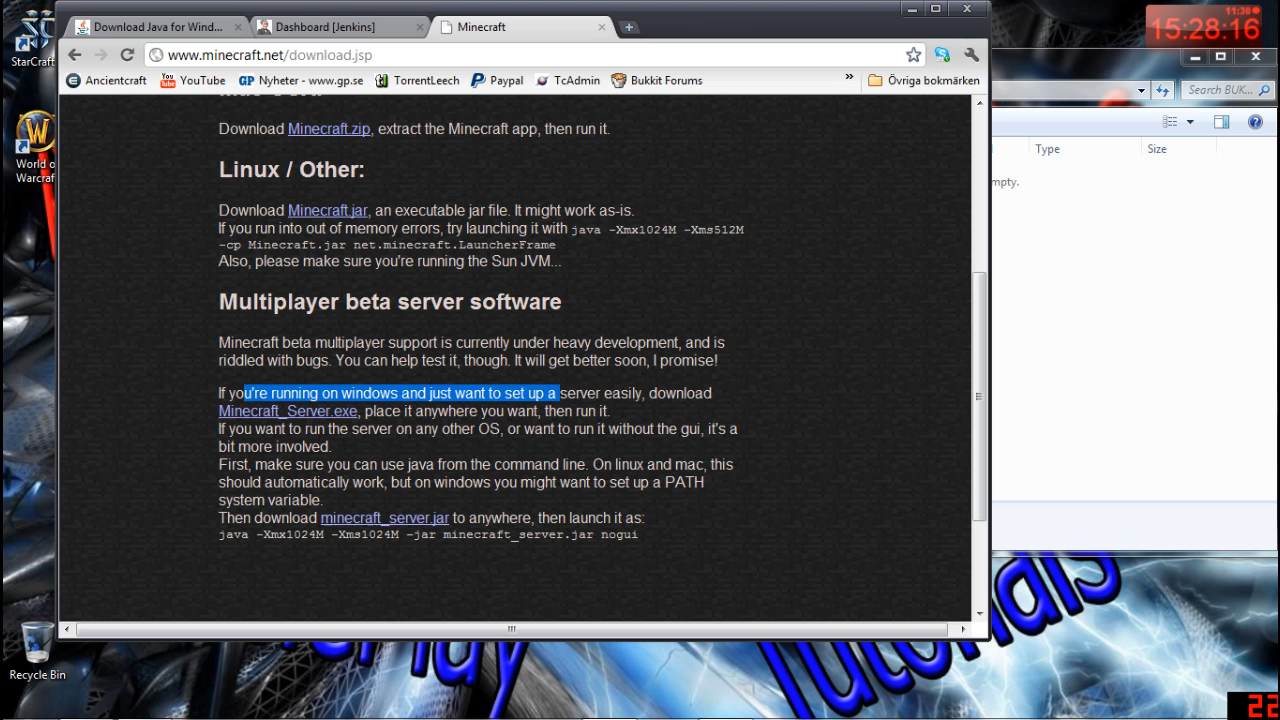 StarCraft
World o
Warcraft
Recycle Bin
Download Java for Wind...
Dashboard [Jenkins]
Minecraft
www.minecraft.net/download.jsp
Ancientcraft
YouTube
GP Nyheter - www.gp.se
TorrentLeech
Paypal
TcAdmin
Bukkit Forums
»
Övriga bokmärken
Download Minecraft.zip, extract the Minecraft app, then run it.
Linux / Other:
Download Minecraft.jar, an executable jar file. It might work as-is.
If you run into out of memory errors, try launching it with java -Xmx1024M -Xms512M
-cp Minecraft.jar net.minecraft.LauncherFrame
Also, please make sure you're running the Sun JVM...
Multiplayer beta server software
Minecraft beta multiplayer support is currently under heavy development, and is
riddled with bugs. You can help test it, though. It will get better soon, I promise!
If you're running on windows and just want to set up a server easily, download
Minecraft_Server.exe, place it anywhere you want, then run it.
If you want to run the server on any other OS, or want to run it without the gui, it's a
bit more involved.
First, make sure you can use java from the command line. On linux and mac, this
should automatically work, but on windows you might want to set up a PATH
system variable.
Then download minecraft_server.jar to anywhere, then launch it as:
java -Xmx1024M -Xms1024M -jar minecraft_server.jar nogui
11:30
15:28:16
Search BUK...
Type
Size
mpty.
Tutorials
22